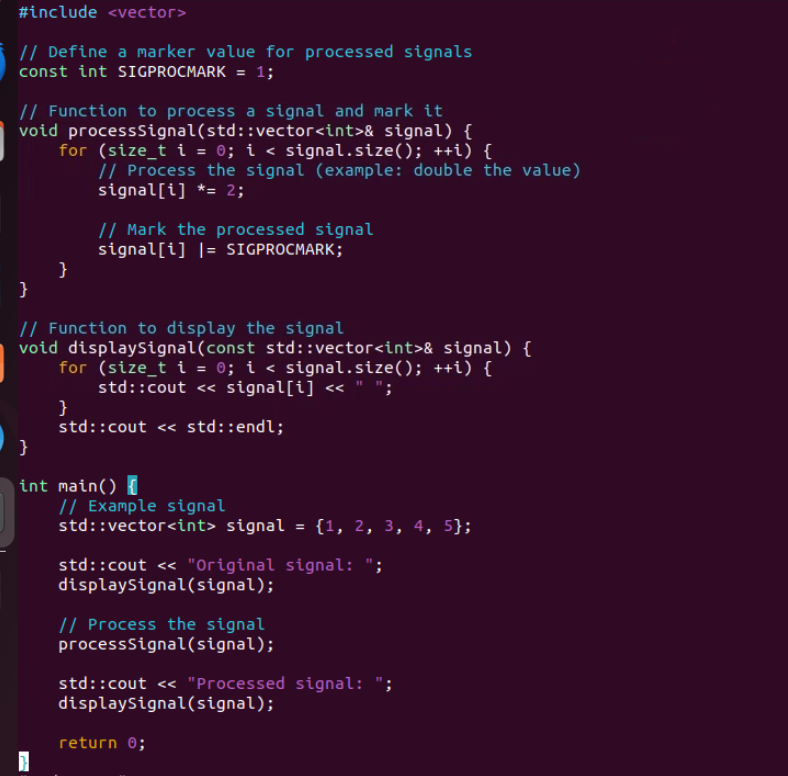 #include <vector>

// Define a marker value for processed signals
const int SIGPROCMARK = 1;

// Function to process a signal and mark it
void processSignal(std::vector<int>& signal) {
    for (size_t i = 0; i < signal.size(); ++i) {
        // Process the signal (example: double the value)
        signal[i] *= 2;

        // Mark the processed signal
        signal[i] |= SIGPROCMARK;
    }
}

// Function to display the signal
void displaySignal(const std::vector<int>& signal) {
    for (size_t i = 0; i < signal.size(); ++i) {
        std::cout << signal[i] << " ";
    }
    std::cout << std::endl;
}

int main() {
    // Example signal
    std::vector<int> signal = {1, 2, 3, 4, 5};

    std::cout << "Original signal: ";
    displaySignal(signal);

    // Process the signal
    processSignal(signal);

    std::cout << "Processed signal: ";
    displaySignal(signal);

    return 0;
}